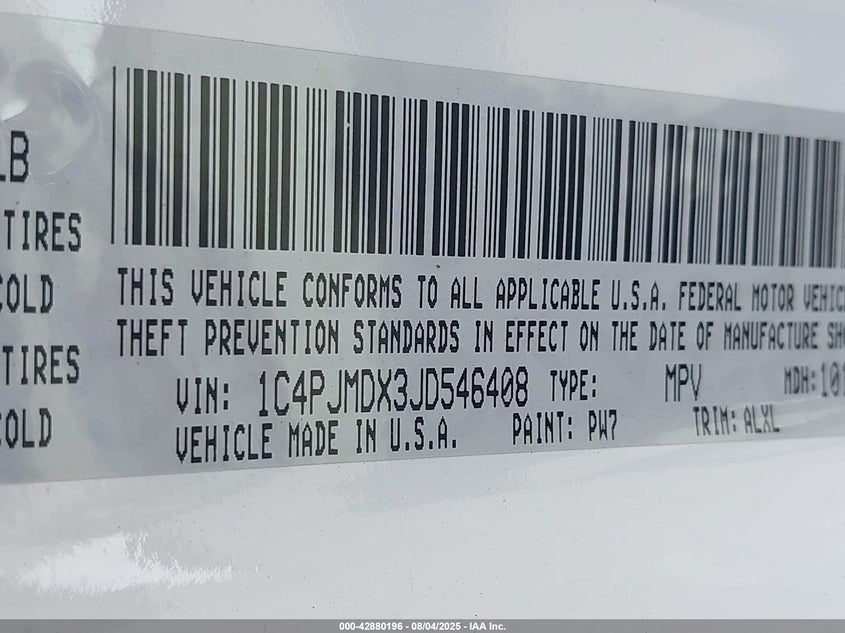 LB
TIRES
COLD
TIRES
COLD
THIS VEHICLE CONFORMS TO ALL APPLICABLE U.S.A. FEDERAL MOTOR VEHIC
THEFT PREVENTION STANDARDS IN EFFECT ON THE DATE OF MANUFACTURE SH
VIN: 1C4PJMDX3JD546408 TYPE: MPV MDH:101
VEHICLE MADE IN U.S.A. PAINT: PW7 TRIM: ALXL
000-42880196 - 08/04/2025 - IAA Inc.